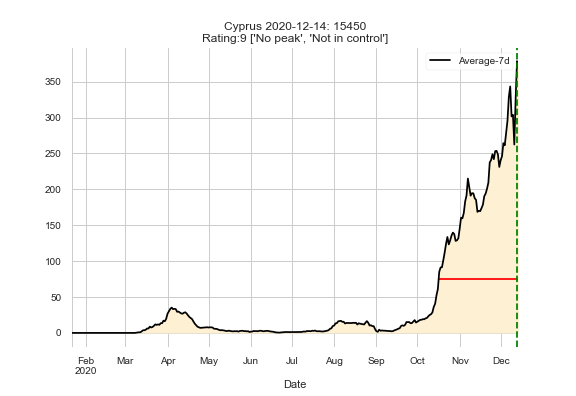 Cyprus 2020-12-14: 15450
Rating:9 ['No peak', 'Not in control']
Average-7d
350
300
250
200
150
100
50
0
Feb Mar Apr May Jun Jul Aug Sep Oct Nov Dec
2020
Date